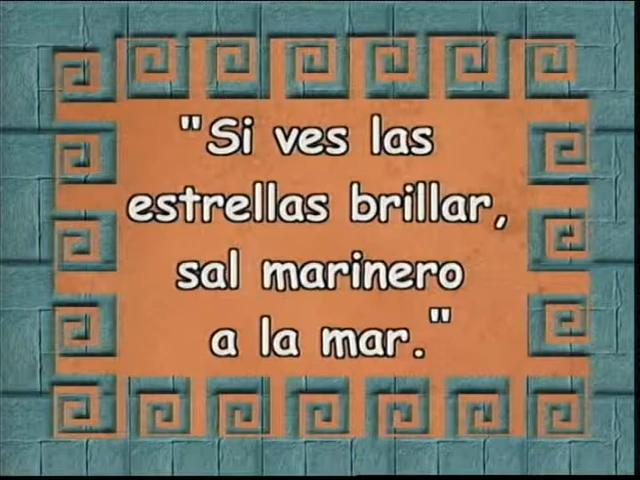 "Si ves las
estrellas brillar,
sal marinero
a la mar."